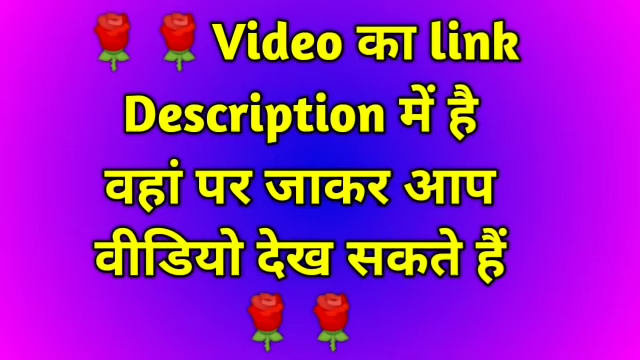 🌹 🌹 Video का link
Description में है
वहां पर जाकर आप
वीडियो देख सकते हैं
🌹 🌹